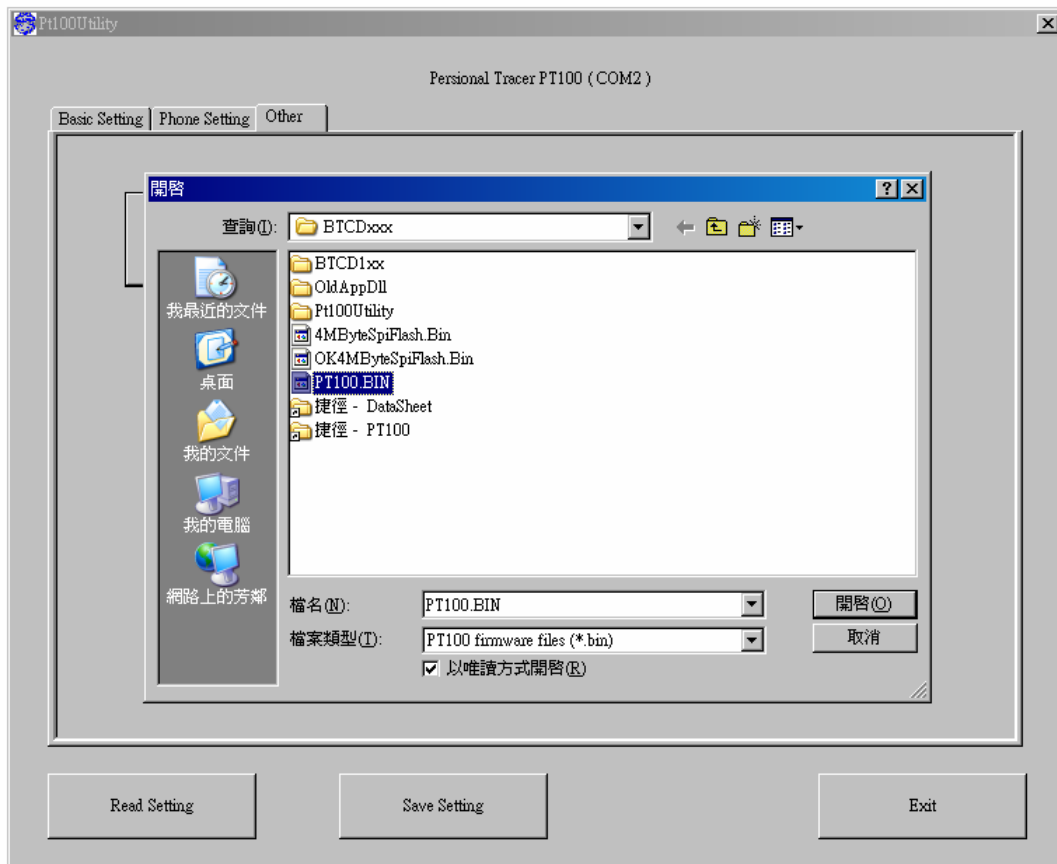 Pt100Utility
Persional Tracer PT100 ( COM2 )
Basic Setting
Phone Setting
Other
開啓
查詢(I):
BTCDxxx
我最近的文件
桌面
我的文件
我的電腦
網路上的芳鄰
BTCD1xx
OldAppDll
Pt100Utility
4MByteSpiFlash.Bin
OK4MByteSpiFlash.Bin
PT100.BIN
捷徑 - DataSheet
捷徑 - PT100
檔名(N):
PT100.BIN
開啓(O)
檔案類型(T):
PT100 firmware files (*.bin)
取消
以唯讀方式開啓(R)
Read Setting
Save Setting
Exit